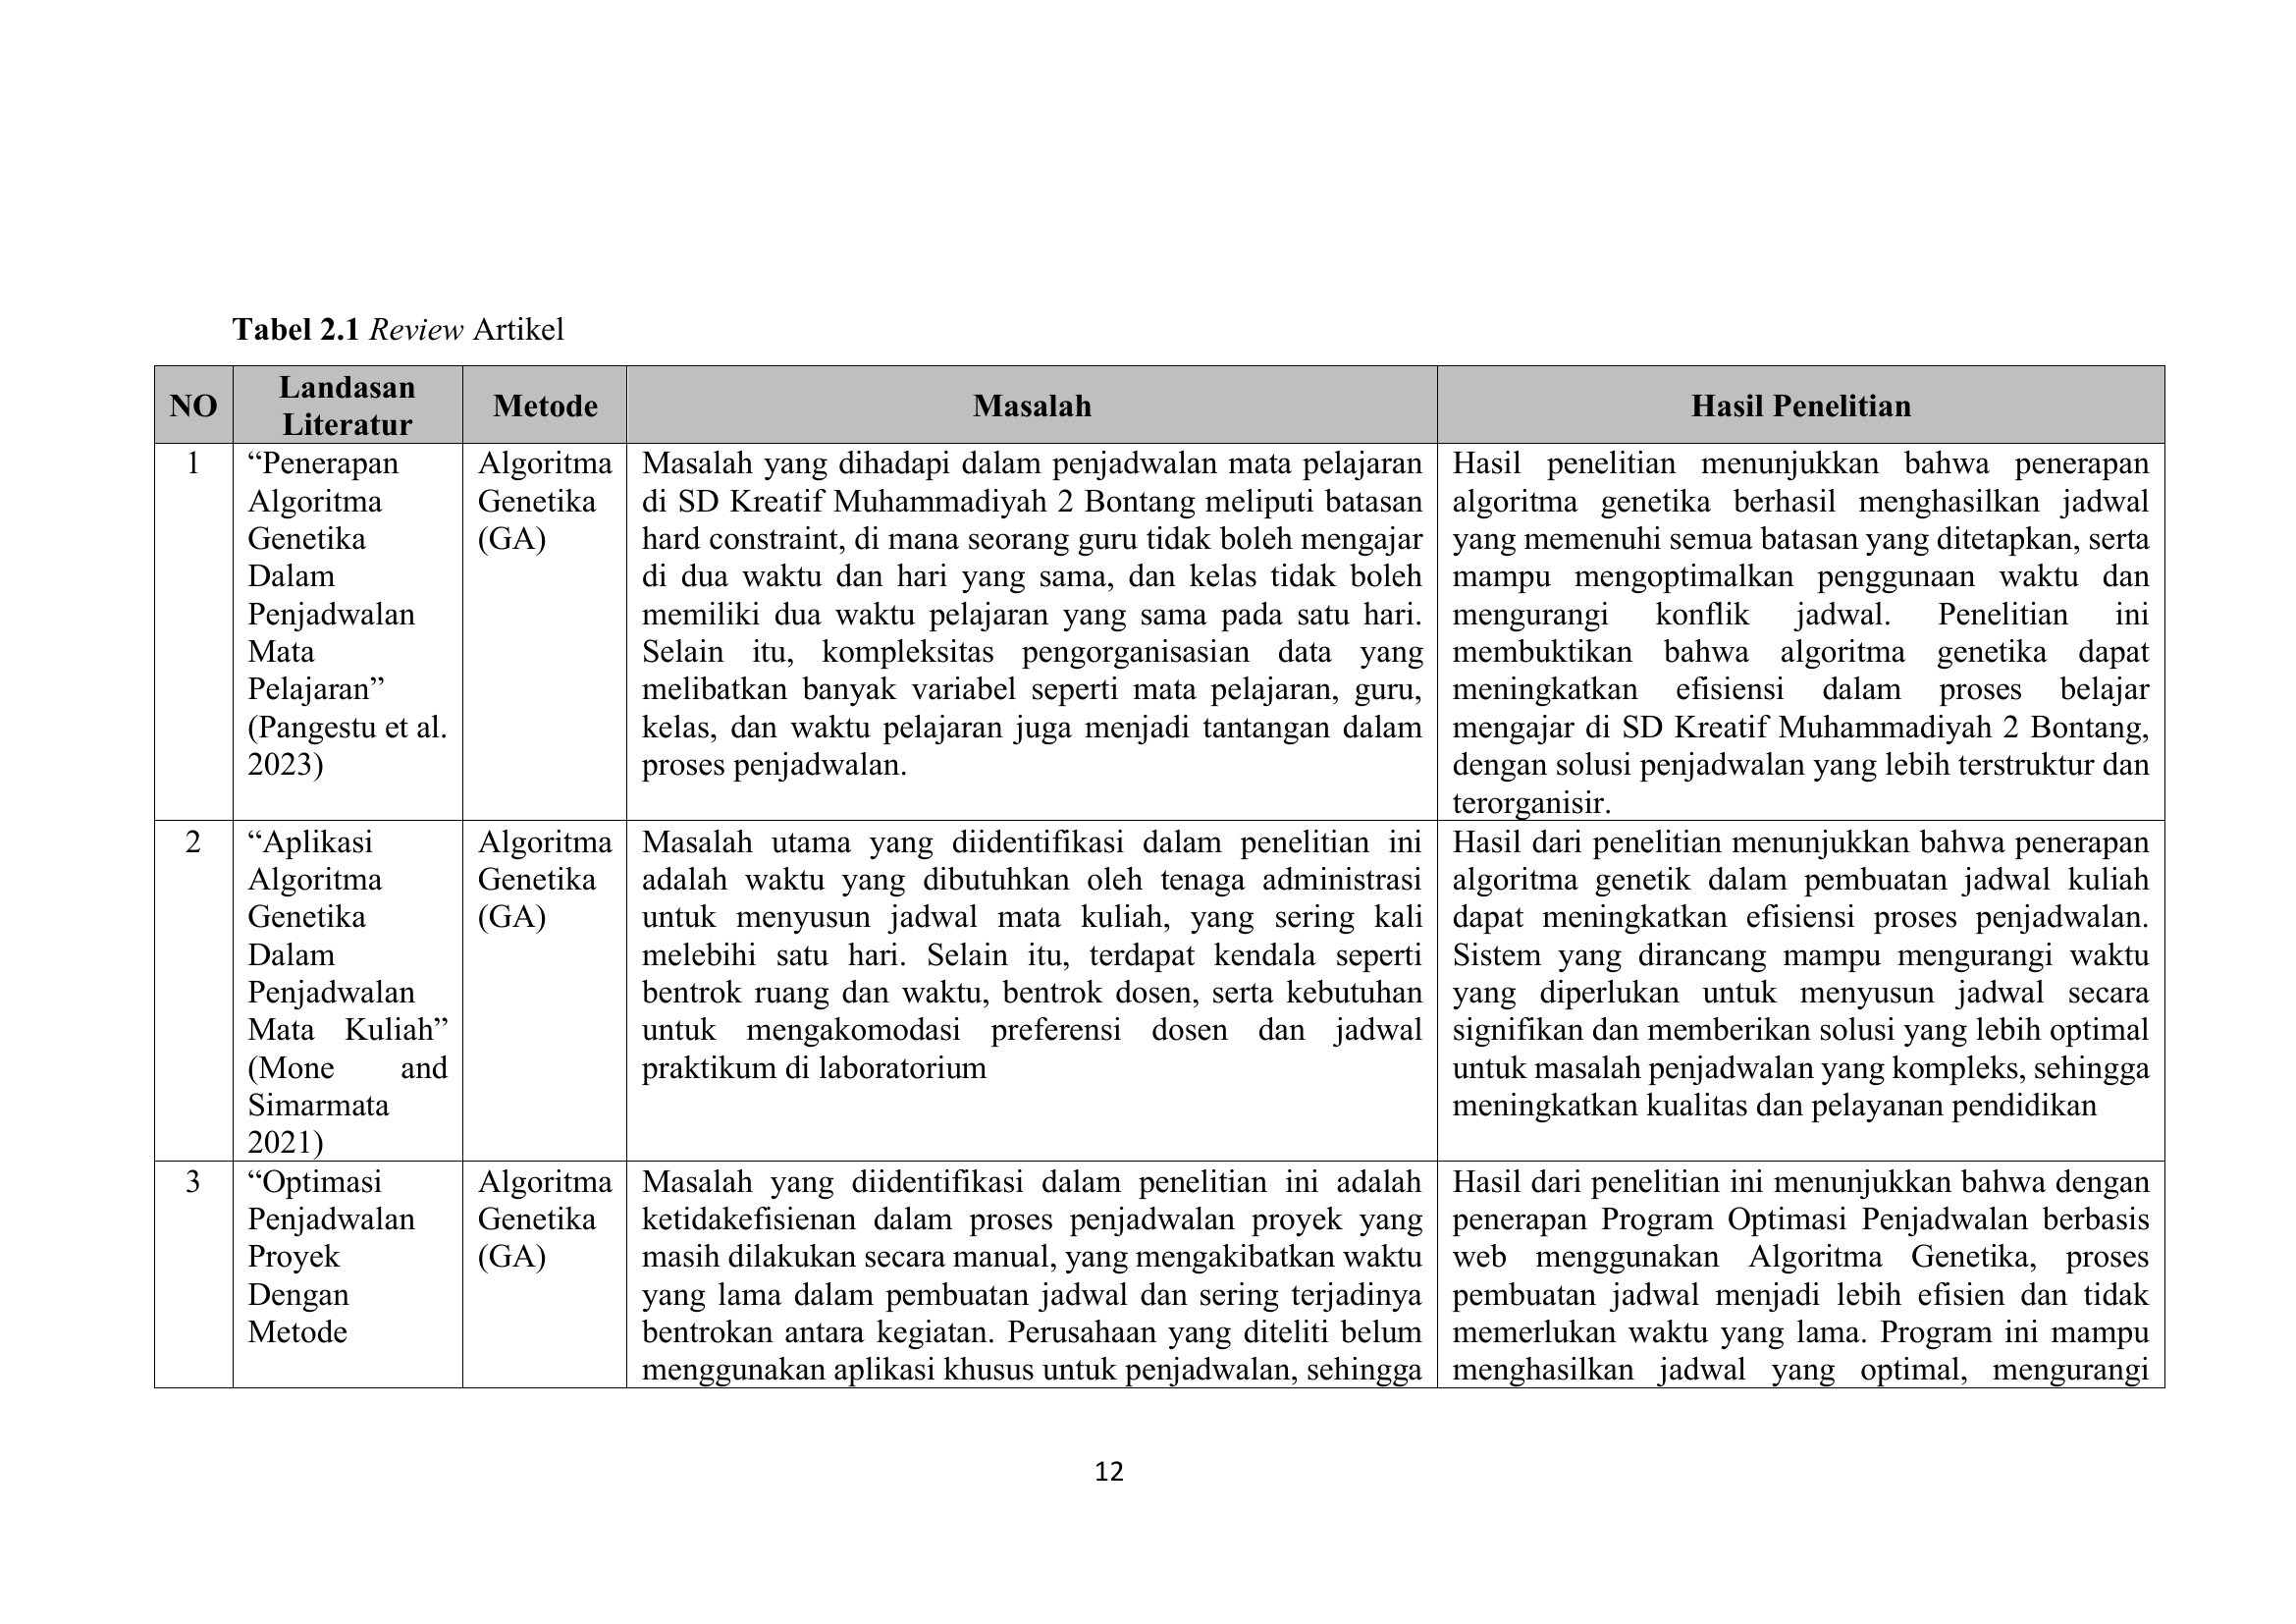 Tabel 2.1 Review Artikel
NO
Landasan
Literatur
Metode
Masalah
Hasil Penelitian
1
“Penerapan
Algoritma
Genetika
Dalam
Penjadwalan
Mata
Pelajaran”
(Pangestu et al.
2023)
Algoritma
Genetika
(GA)
Masalah yang dihadapi dalam penjadwalan mata pelajaran
di SD Kreatif Muhammadiyah 2 Bontang meliputi batasan
hard constraint, di mana seorang guru tidak boleh mengajar
di dua waktu dan hari yang sama, dan kelas tidak boleh
memiliki dua waktu pelajaran yang sama pada satu hari.
Selain itu, kompleksitas pengorganisasian data yang
melibatkan banyak variabel seperti mata pelajaran, guru,
kelas, dan waktu pelajaran juga menjadi tantangan dalam
proses penjadwalan.
Hasil penelitian menunjukkan bahwa penerapan
algoritma genetika berhasil menghasilkan jadwal
yang memenuhi semua batasan yang ditetapkan, serta
mampu mengoptimalkan penggunaan waktu dan
mengurangi konflik jadwal. Penelitian ini
membuktikan bahwa algoritma genetika dapat
meningkatkan efisiensi dalam proses belajar
mengajar di SD Kreatif Muhammadiyah 2 Bontang,
dengan solusi penjadwalan yang lebih terstruktur dan
terorganisir.
2
“Aplikasi
Algoritma
Genetika
Dalam
Penjadwalan
Mata Kuliah”
(Mone and
Simarmata
2021)
Algoritma
Genetika
(GA)
Masalah utama yang diidentifikasi dalam penelitian ini
adalah waktu yang dibutuhkan oleh tenaga administrasi
untuk menyusun jadwal mata kuliah, yang sering kali
melebihi satu hari. Selain itu, terdapat kendala seperti
bentrok ruang dan waktu, bentrok dosen, serta kebutuhan
untuk mengakomodasi preferensi dosen dan jadwal
praktikum di laboratorium
Hasil dari penelitian menunjukkan bahwa penerapan
algoritma genetik dalam pembuatan jadwal kuliah
dapat meningkatkan efisiensi proses penjadwalan.
Sistem yang dirancang mampu mengurangi waktu
yang diperlukan untuk menyusun jadwal secara
signifikan dan memberikan solusi yang lebih optimal
untuk masalah penjadwalan yang kompleks, sehingga
meningkatkan kualitas dan pelayanan pendidikan
3
“Optimasi
Penjadwalan
Proyek
Dengan
Metode
Algoritma
Genetika
(GA)
Masalah yang diidentifikasi dalam penelitian ini adalah
ketidakefisienan dalam proses penjadwalan proyek yang
masih dilakukan secara manual, yang mengakibatkan waktu
yang lama dalam pembuatan jadwal dan sering terjadinya
bentrokan antara kegiatan. Perusahaan yang diteliti belum
menggunakan aplikasi khusus untuk penjadwalan, sehingga
Hasil dari penelitian ini menunjukkan bahwa dengan
penerapan Program Optimasi Penjadwalan berbasis
web menggunakan Algoritma Genetika, proses
pembuatan jadwal menjadi lebih efisien dan tidak
memerlukan waktu yang lama. Program ini mampu
menghasilkan jadwal yang optimal, mengurangi
12